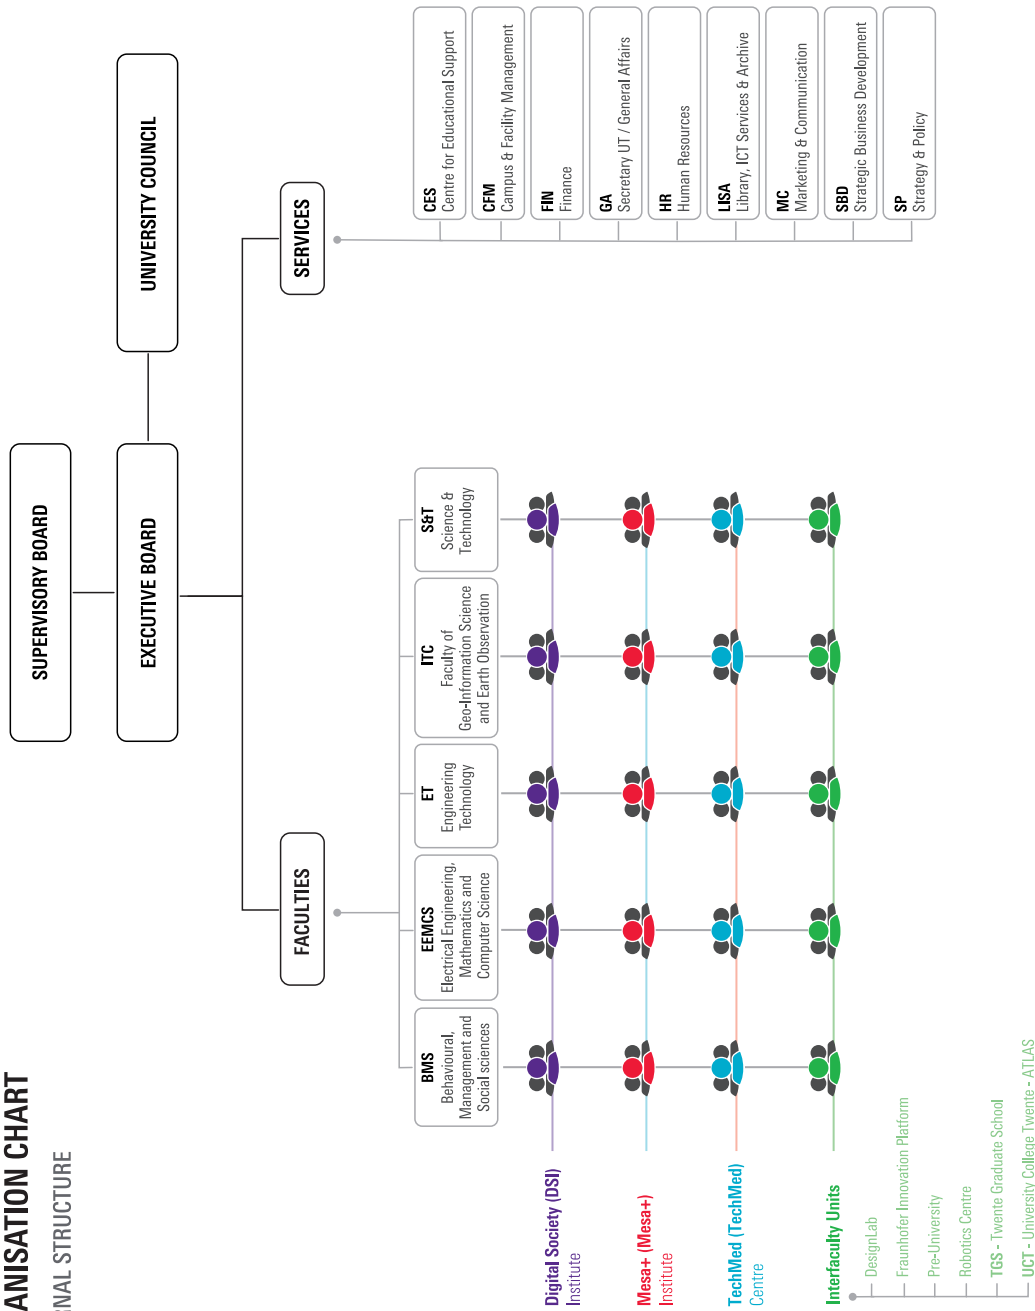 ANISATION CHART
RNAL STRUCTURE
SUPERVISORY BOARD
EXECUTIVE BOARD
UNIVERSITY COUNCIL
FACULTIES
SERVICES
BMS
Behavioural,
Management and
Social sciences
EEMCS
Electrical Engineering,
Mathematics and
Computer Science
ET
Engineering
Technology
ITC
Faculty of
Geo-Information Science
and Earth Observation
S&T
Science &
Technology
CES
Centre for Educational Support
CFM
Campus & Facility Management
FIN
Finance
GA
Secretary UT / General Affairs
HR
Human Resources
LISA
Library, ICT Services & Archive
MC
Marketing & Communication
SBD
Strategic Business Development
SP
Strategy & Policy
Digital Society (DSI)
Institute
Mesa+ (Mesa+)
Institute
TechMed (TechMed)
Centre
Interfaculty Units
DesignLab
Fraunhofer Innovation Platform
Pre-University
Robotics Centre
TGS - Twente Graduate School
UCT - University College Twente - ATLAS